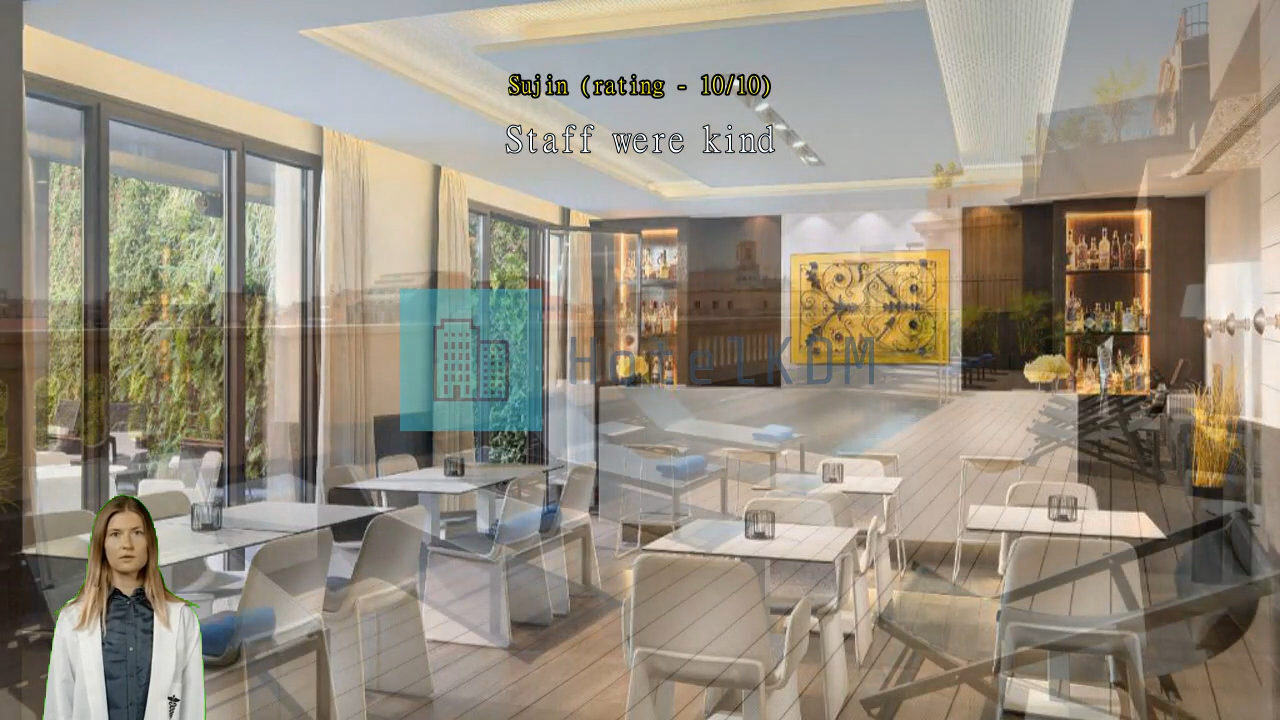 Sujin (rating - 10/10)
Staff were kind
HotelKDM